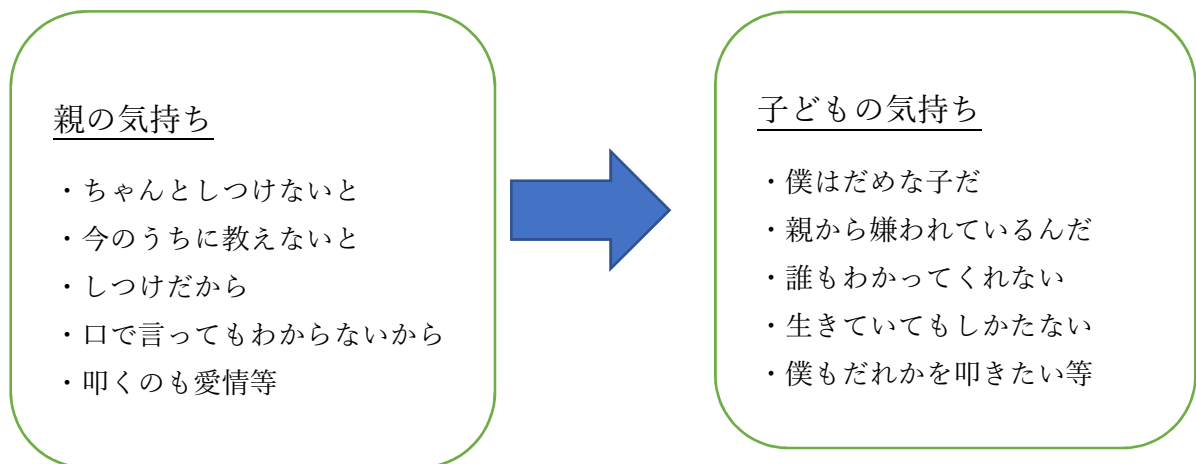 親の気持ち
・ちゃんとしつけないと
・今のうちに教えないと
・しつけだから
・口で言ってもわからないから
・叩くのも愛情等
子どもの気持ち
・僕はだめな子だ
・親から嫌われているんだ
・誰もわかってくれない
・生きていてもしかたない
・僕もだれかを叩きたい等